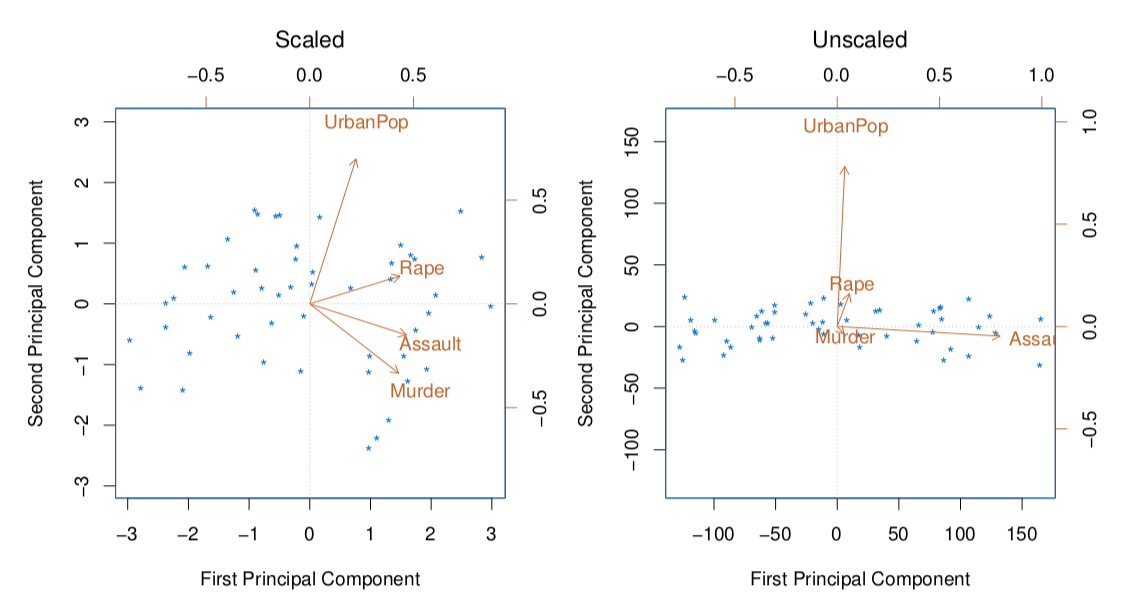 Scaled
−0.5 0.0 0.5
UrbanPop
Rape
Assault
Murder
3
2
1
0
−1
−2
−3
Second Principal Component
0.5
0.0
−0.5
−3 −2 −1 0 1 2 3
First Principal Component
Unscaled
−0.5 0.0 0.5 1.0
UrbanPop
Rape
Murder
Assau
150
100
50
0
−50
−100
Second Principal Component
1.0
0.5
0.0
−0.5
−100 −50 0 50 100 150
First Principal Component